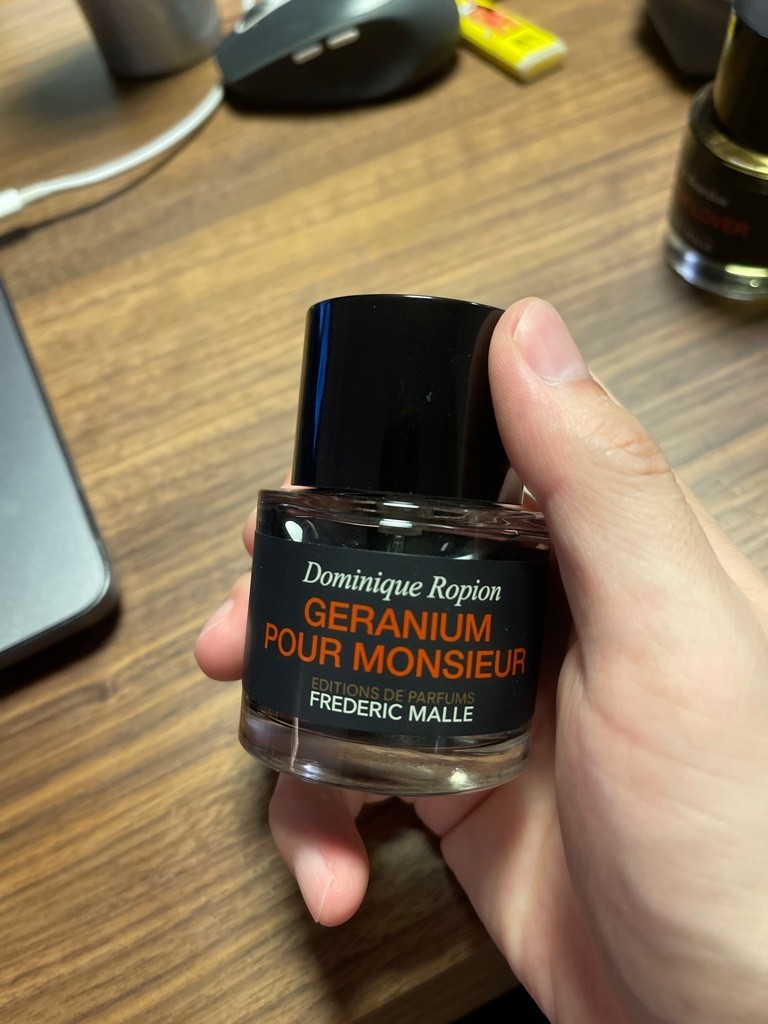 Dominique Ropion
GERANIUM
POUR MONSIEUR
EDITIONS DE PARFUMS
FREDERIC MALLE